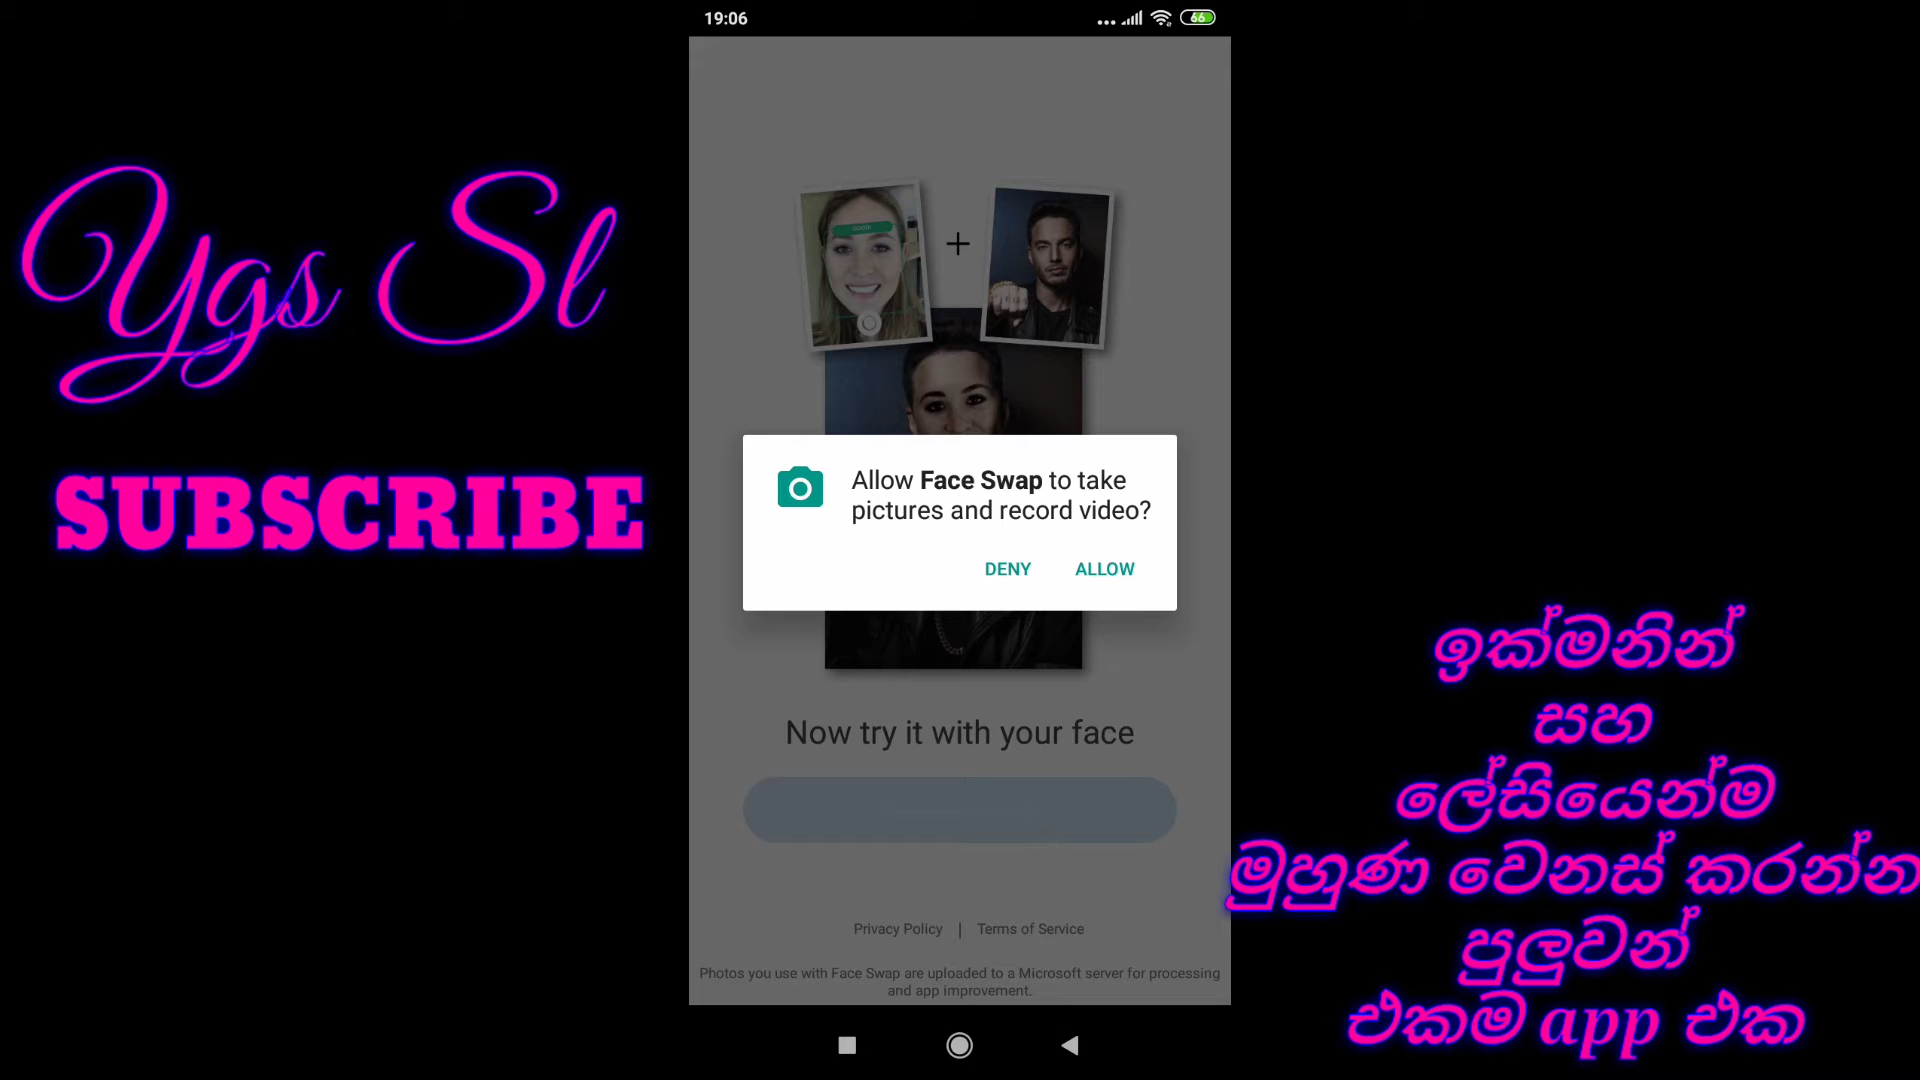 19:06
66
Ygs Sl
SUBSCRIBE
Allow Face Swap to take
pictures and record video?
DENY ALLOW
Now try it with your face
Privacy Policy | Terms of Service
Photos you use with Face Swap are uploaded to a Microsoft server for processing
and app improvement.
ඉක්මනින්
සහ
ලේසියෙන්ම
මුහුණ වෙනස් කරන්න
පුලුවන්
එකම app එක